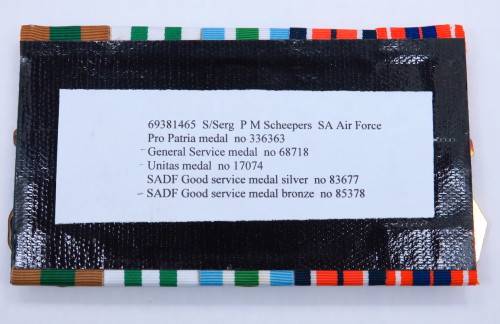 69381465 S/Serg P M Scheepers SA Air Force
Pro Patria medal no 336363
General Service medal no 68718
Unitas medal no 17074
SADF Good service medal silver no 83677
SADF Good service medal bronze no 85378